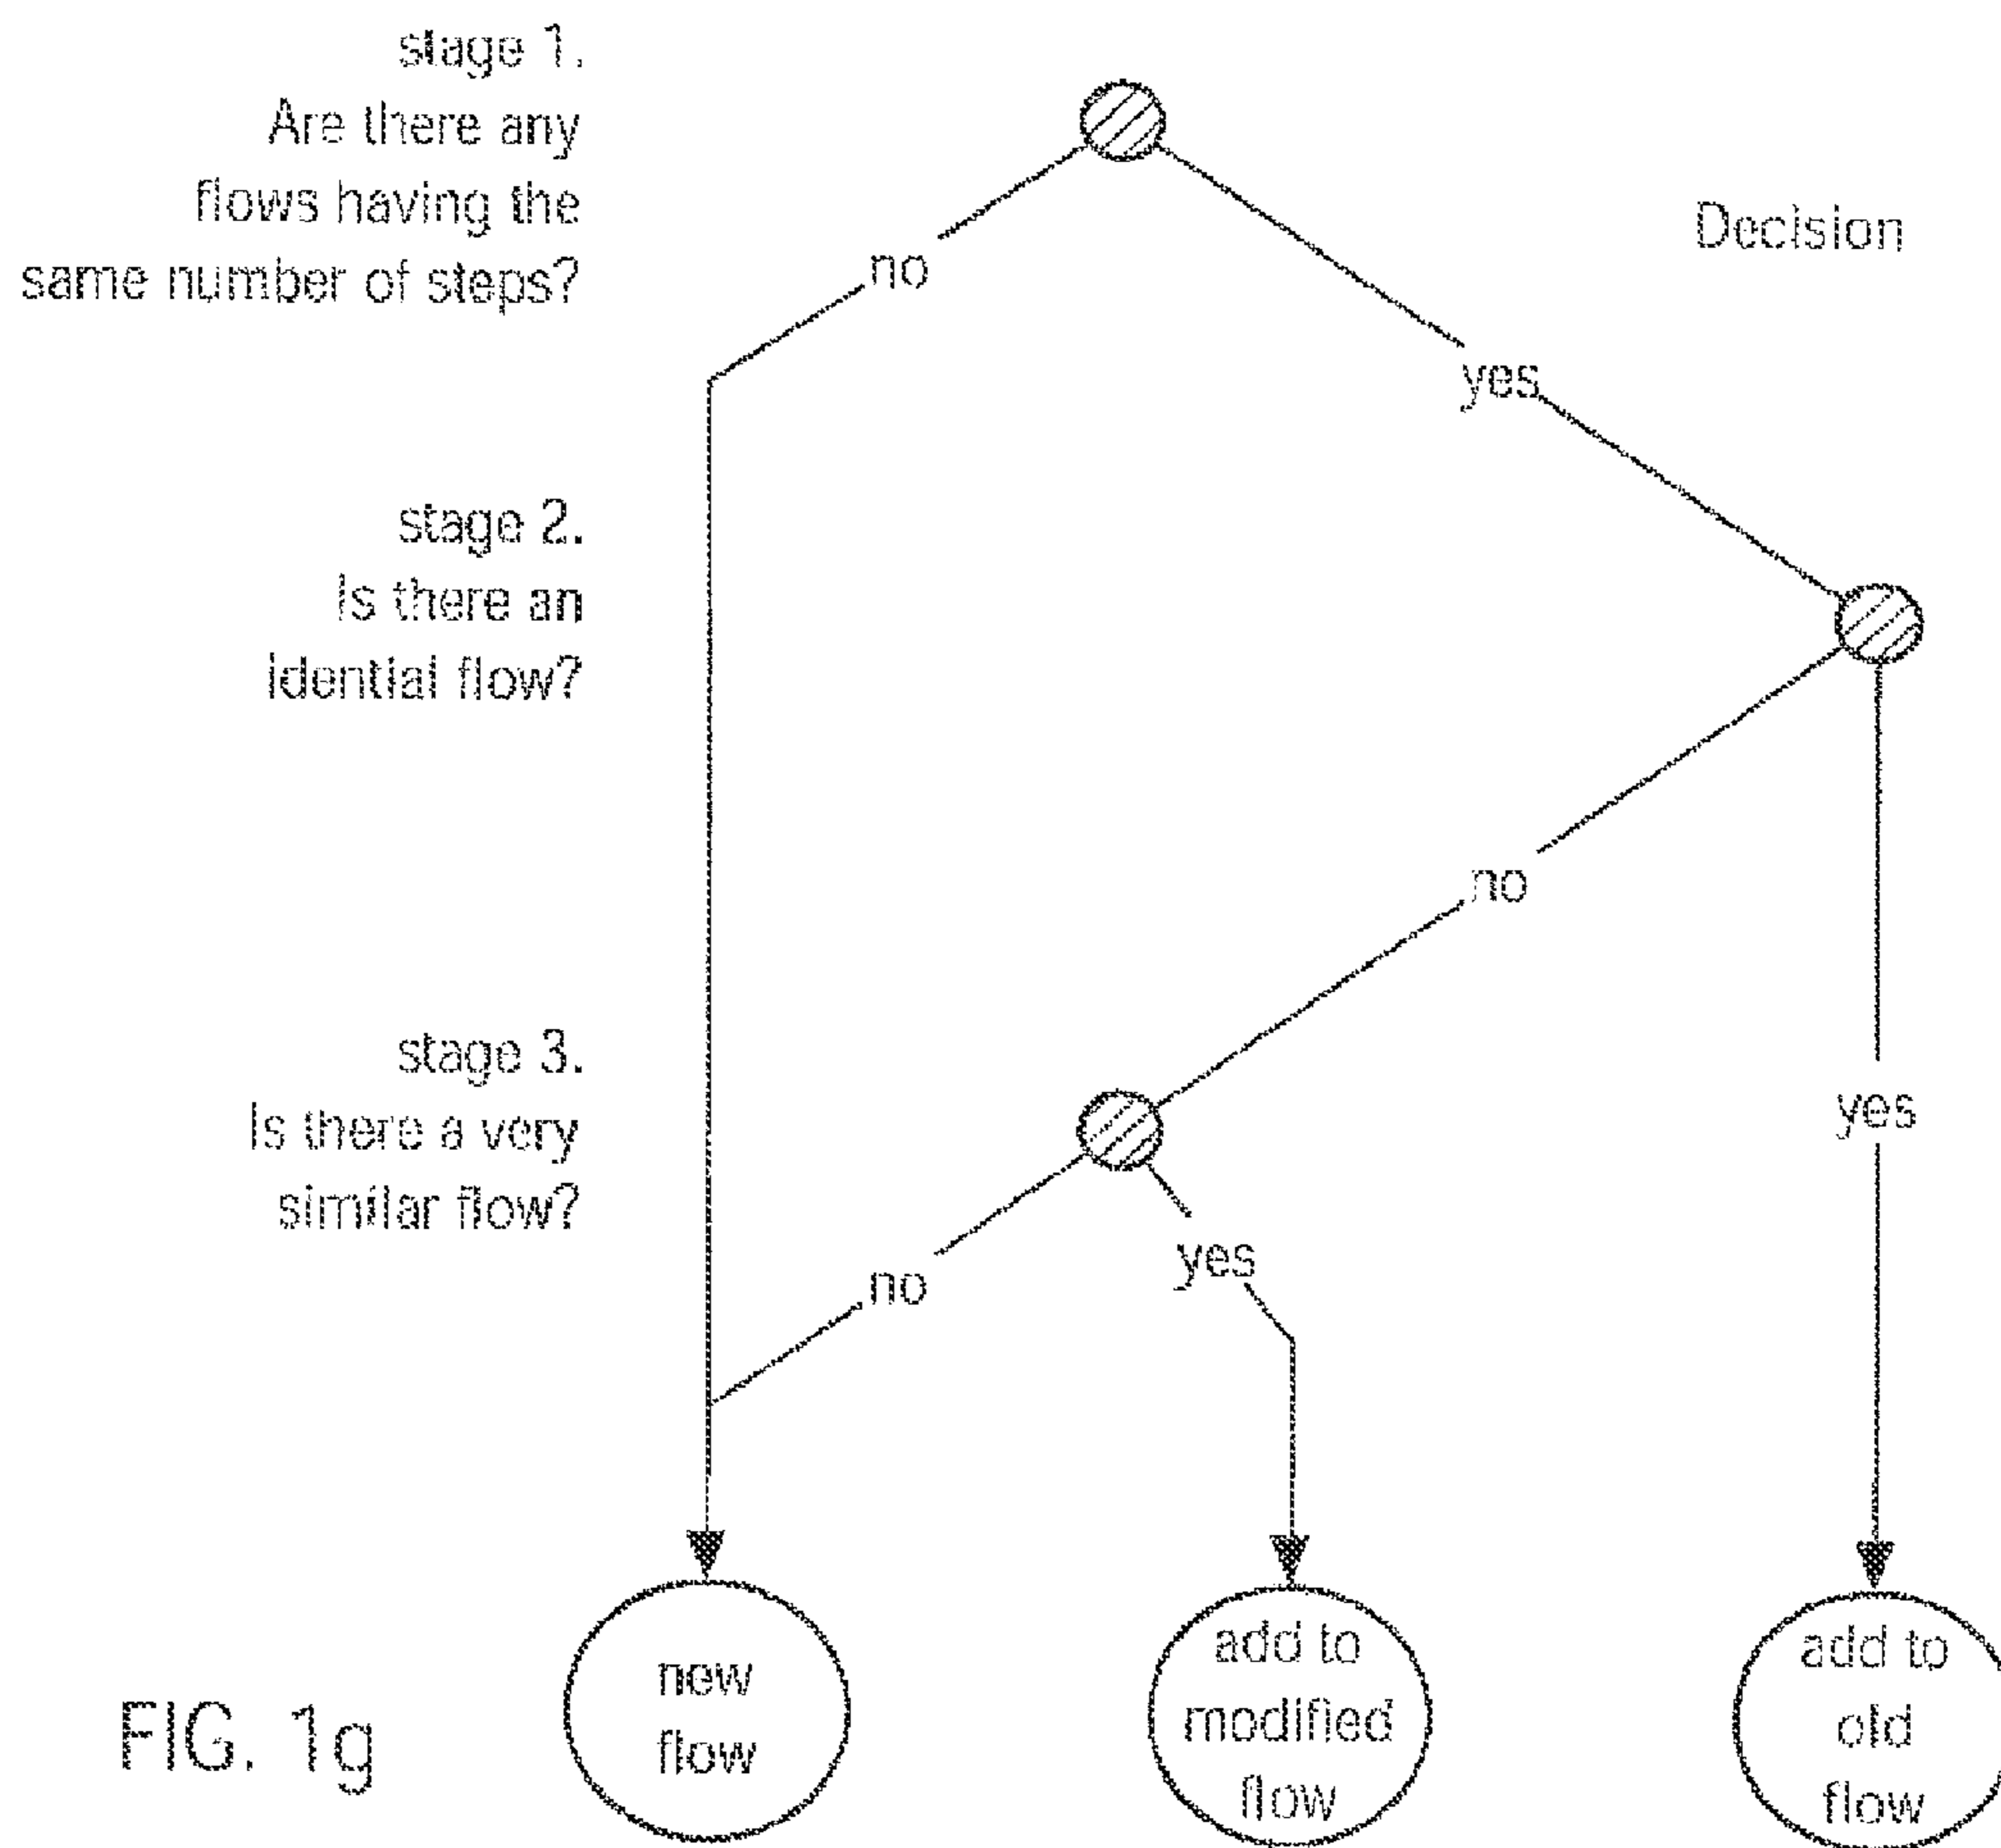 stage 1.
Are there any
flows having the
same number of steps?
Decision
no
yes
stage 2.
Is there an
idential flow?
no
stage 3.
Is there a very
similar flow?
yes
no
yes
new
flow
add to
modified
flow
add to
old
flow
FIG. 1g